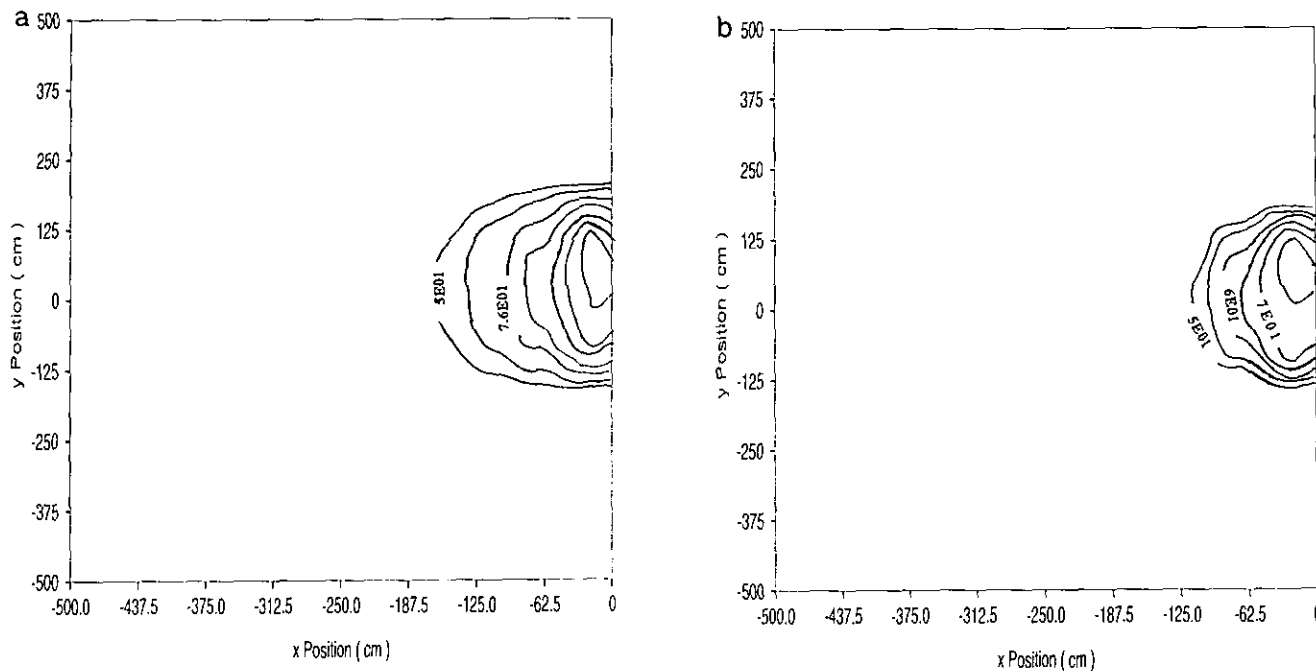 a
500
375
250
125
0
-125
-250
-375
-500
y Position ( cm )
5E01
7.6E01
-500.0 -437.5 -375.0 -312.5 -250.0 -187.5 -125.0 -62.5 0
x Position ( cm )
b
500
375
250
125
0
-125
-250
-375
-500
y Position ( cm )
5E01
6E01
7E01
-500.0 -437.5 -375.0 -312.5 -250.0 -187.5 -125.0 -62.5 0
x Position ( cm )